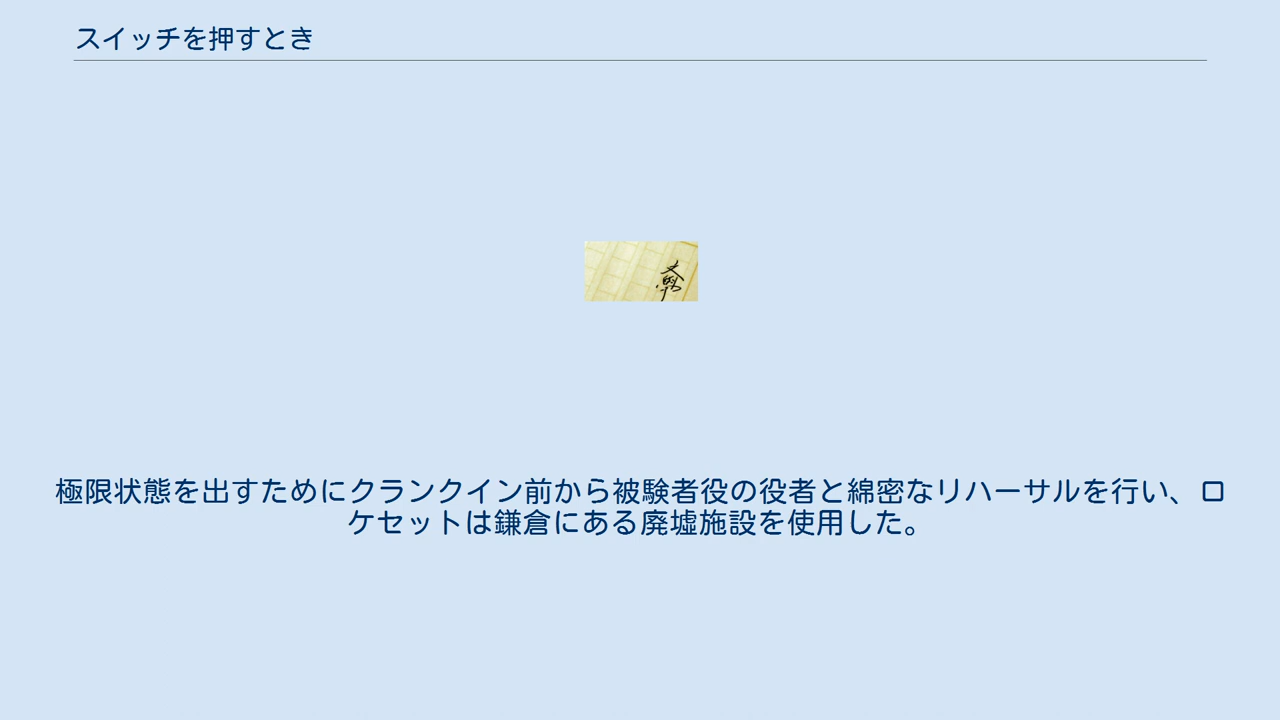 スイッチを押すとき
極限状態を出すためにクランクイン前から被験者役の役者と綿密なリハーサルを行い、ロ
ケセットは鎌倉にある廃墟施設を使用した。